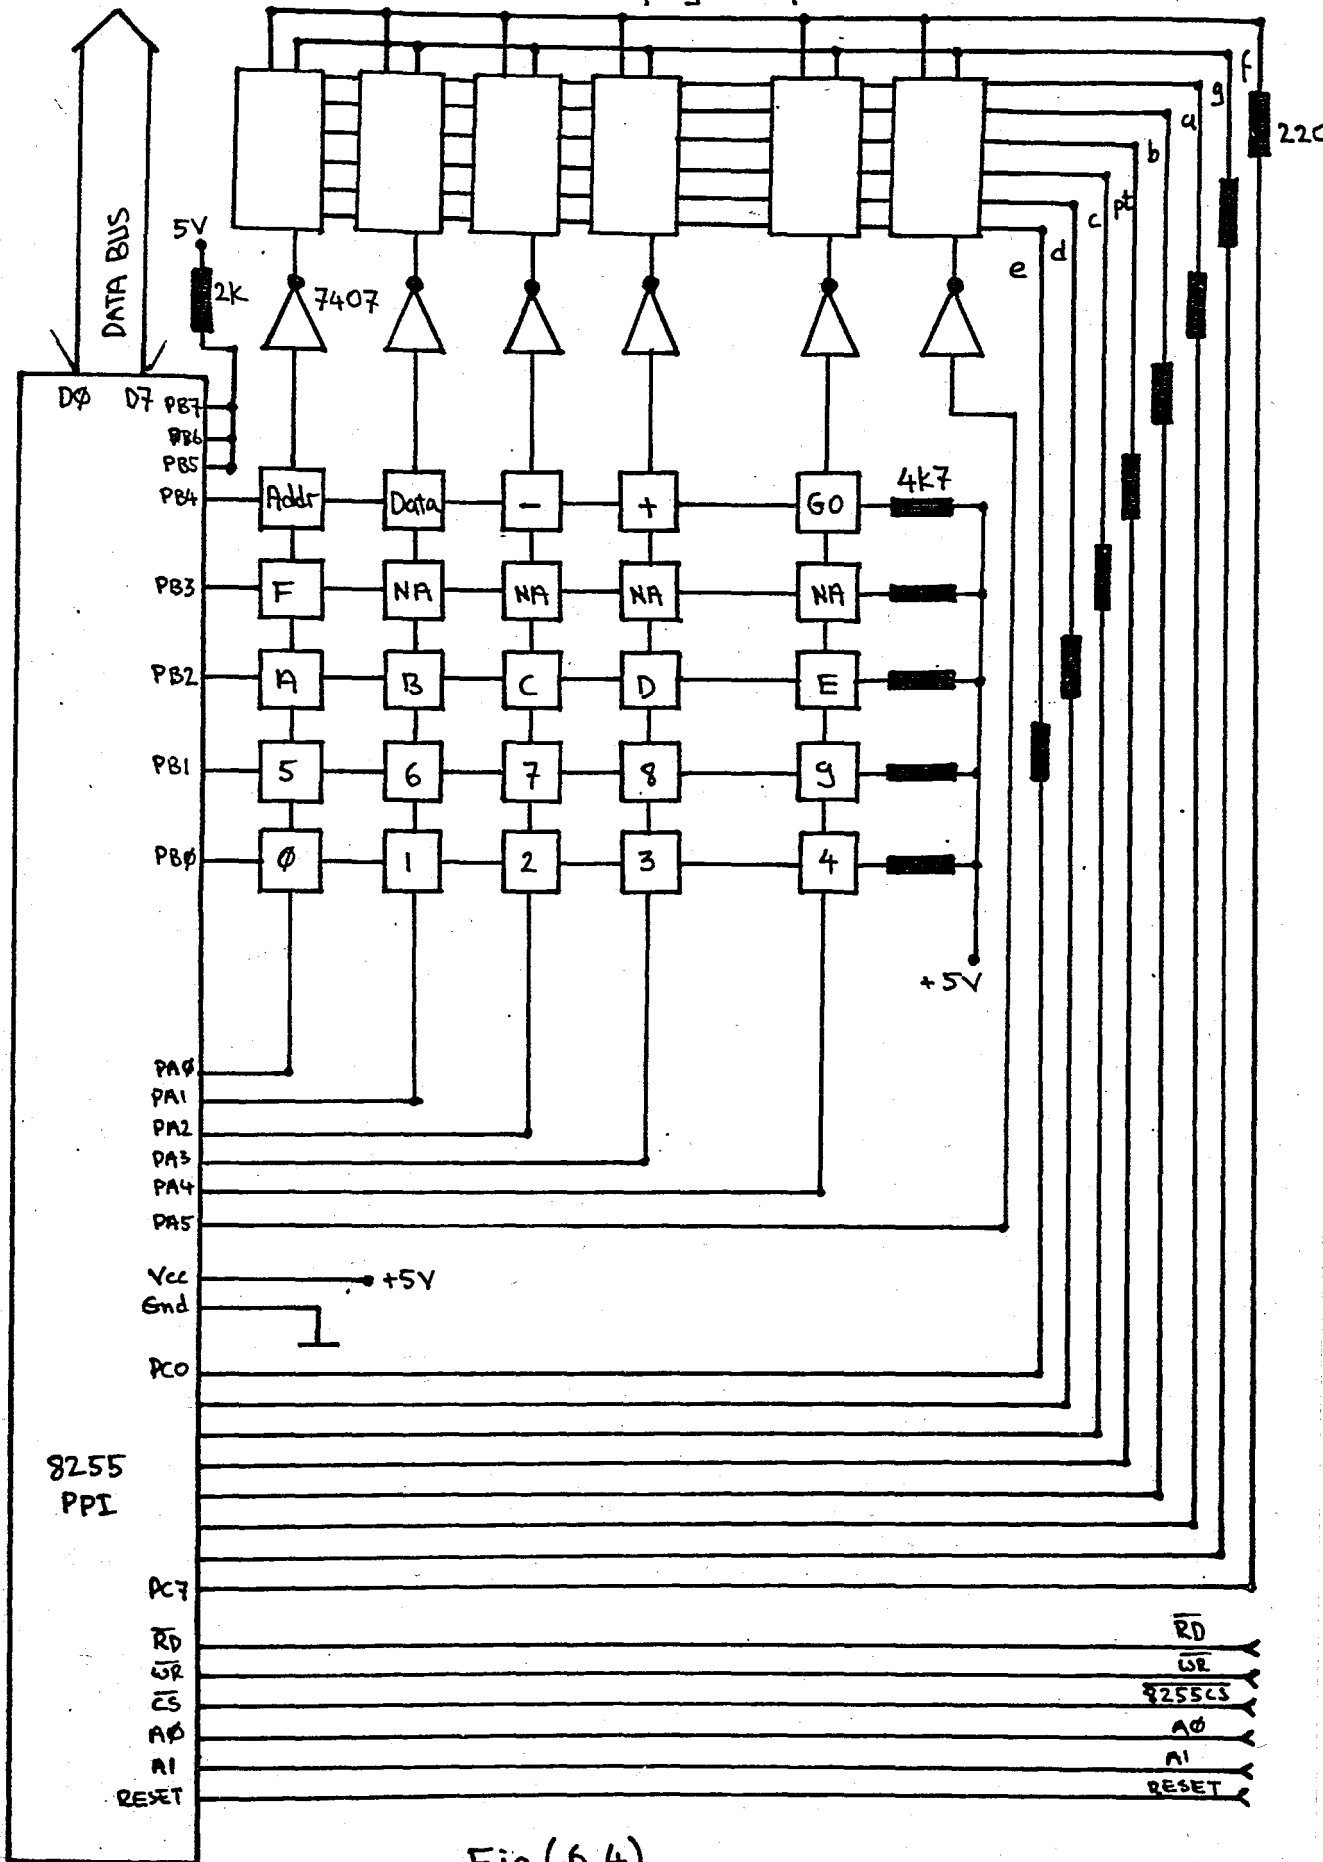 f
g
a
220
b
pt
c
d
e
DATA BUS
5V
2K
7407
DØ D7 PB7
PB6
PB5
PB4 Addr Data - + GO 4K7
PB3 F NA NA NA NA
PB2 A B C D E
PB1 5 6 7 8 9
PBØ Ø 1 2 3 4
+5V
PAØ
PA1
PA2
PA3
PA4
PA5
Vcc +5V
Gnd
PC0
8255
PPI
PC7
RD RD
WR WR
CS 8255CS
AØ AØ
A1 A1
RESET RESET
Fig (6.4)